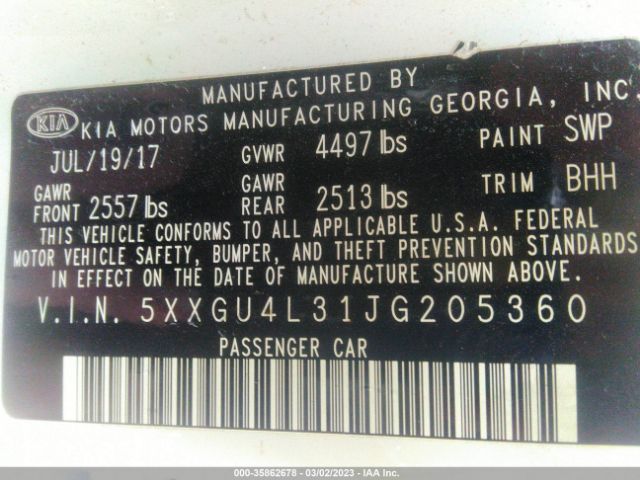 MANUFACTURED BY
KIA KIA MOTORS MANUFACTURING GEORGIA, INC.
JUL/19/17 GVWR 4497 lbs PAINT SWP
GAWR FRONT 2557 lbs GAWR REAR 2513 lbs TRIM BHH
THIS VEHICLE CONFORMS TO ALL APPLICABLE U.S.A. FEDERAL
MOTOR VEHICLE SAFETY, BUMPER, AND THEFT PREVENTION STANDARDS
IN EFFECT ON THE DATE OF MANUFACTURE SHOWN ABOVE.
V.I.N. 5XXGU4L31JG205360
PASSENGER CAR
000-35862678 - 03/02/2023 - IAA Inc.